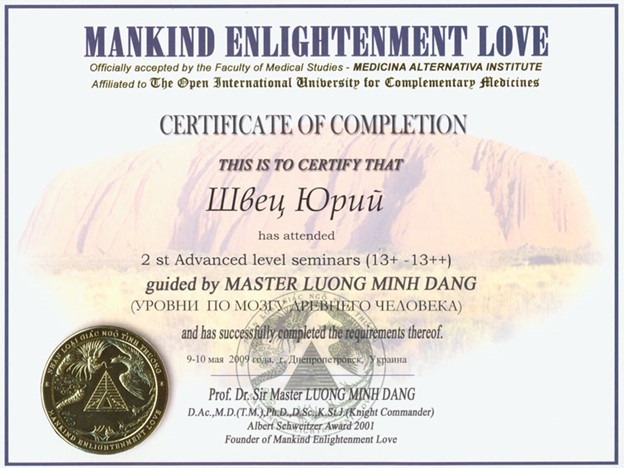 MANKIND ENLIGHTENMENT LOVE
Officially accepted by the Faculty of Medical Studies - MEDICINA ALTERNATIVA INSTITUTE
Affiliated to The Open International University for Complementary Medicines
CERTIFICATE OF COMPLETION
THIS IS TO CERTIFY THAT
Швец Юрий
has attended
2 st Advanced level seminars (13+ -13++)
guided by MASTER LUONG MINH DANG
(УРОВНИ ПО МОЗГУ ДРЕВНЕГО ЧЕЛОВЕКА)
and has successfully completed the requirements thereof.
9-10 мая 2009 года, г. Днепропетровск, Украина
Prof. Dr. Sir Master LUONG MINH DANG
D.Ac.,M.D.(T.M.),Ph.D.,D.Sc.,K.St.J.(Knight Commander)
Albert Schweitzer Award 2001
Founder of Mankind Enlightenment Love
NHAN LOAI GIÁC NGỘ TÌNH THƯƠNG
MANKIND ENLIGHTENMENT LOVE